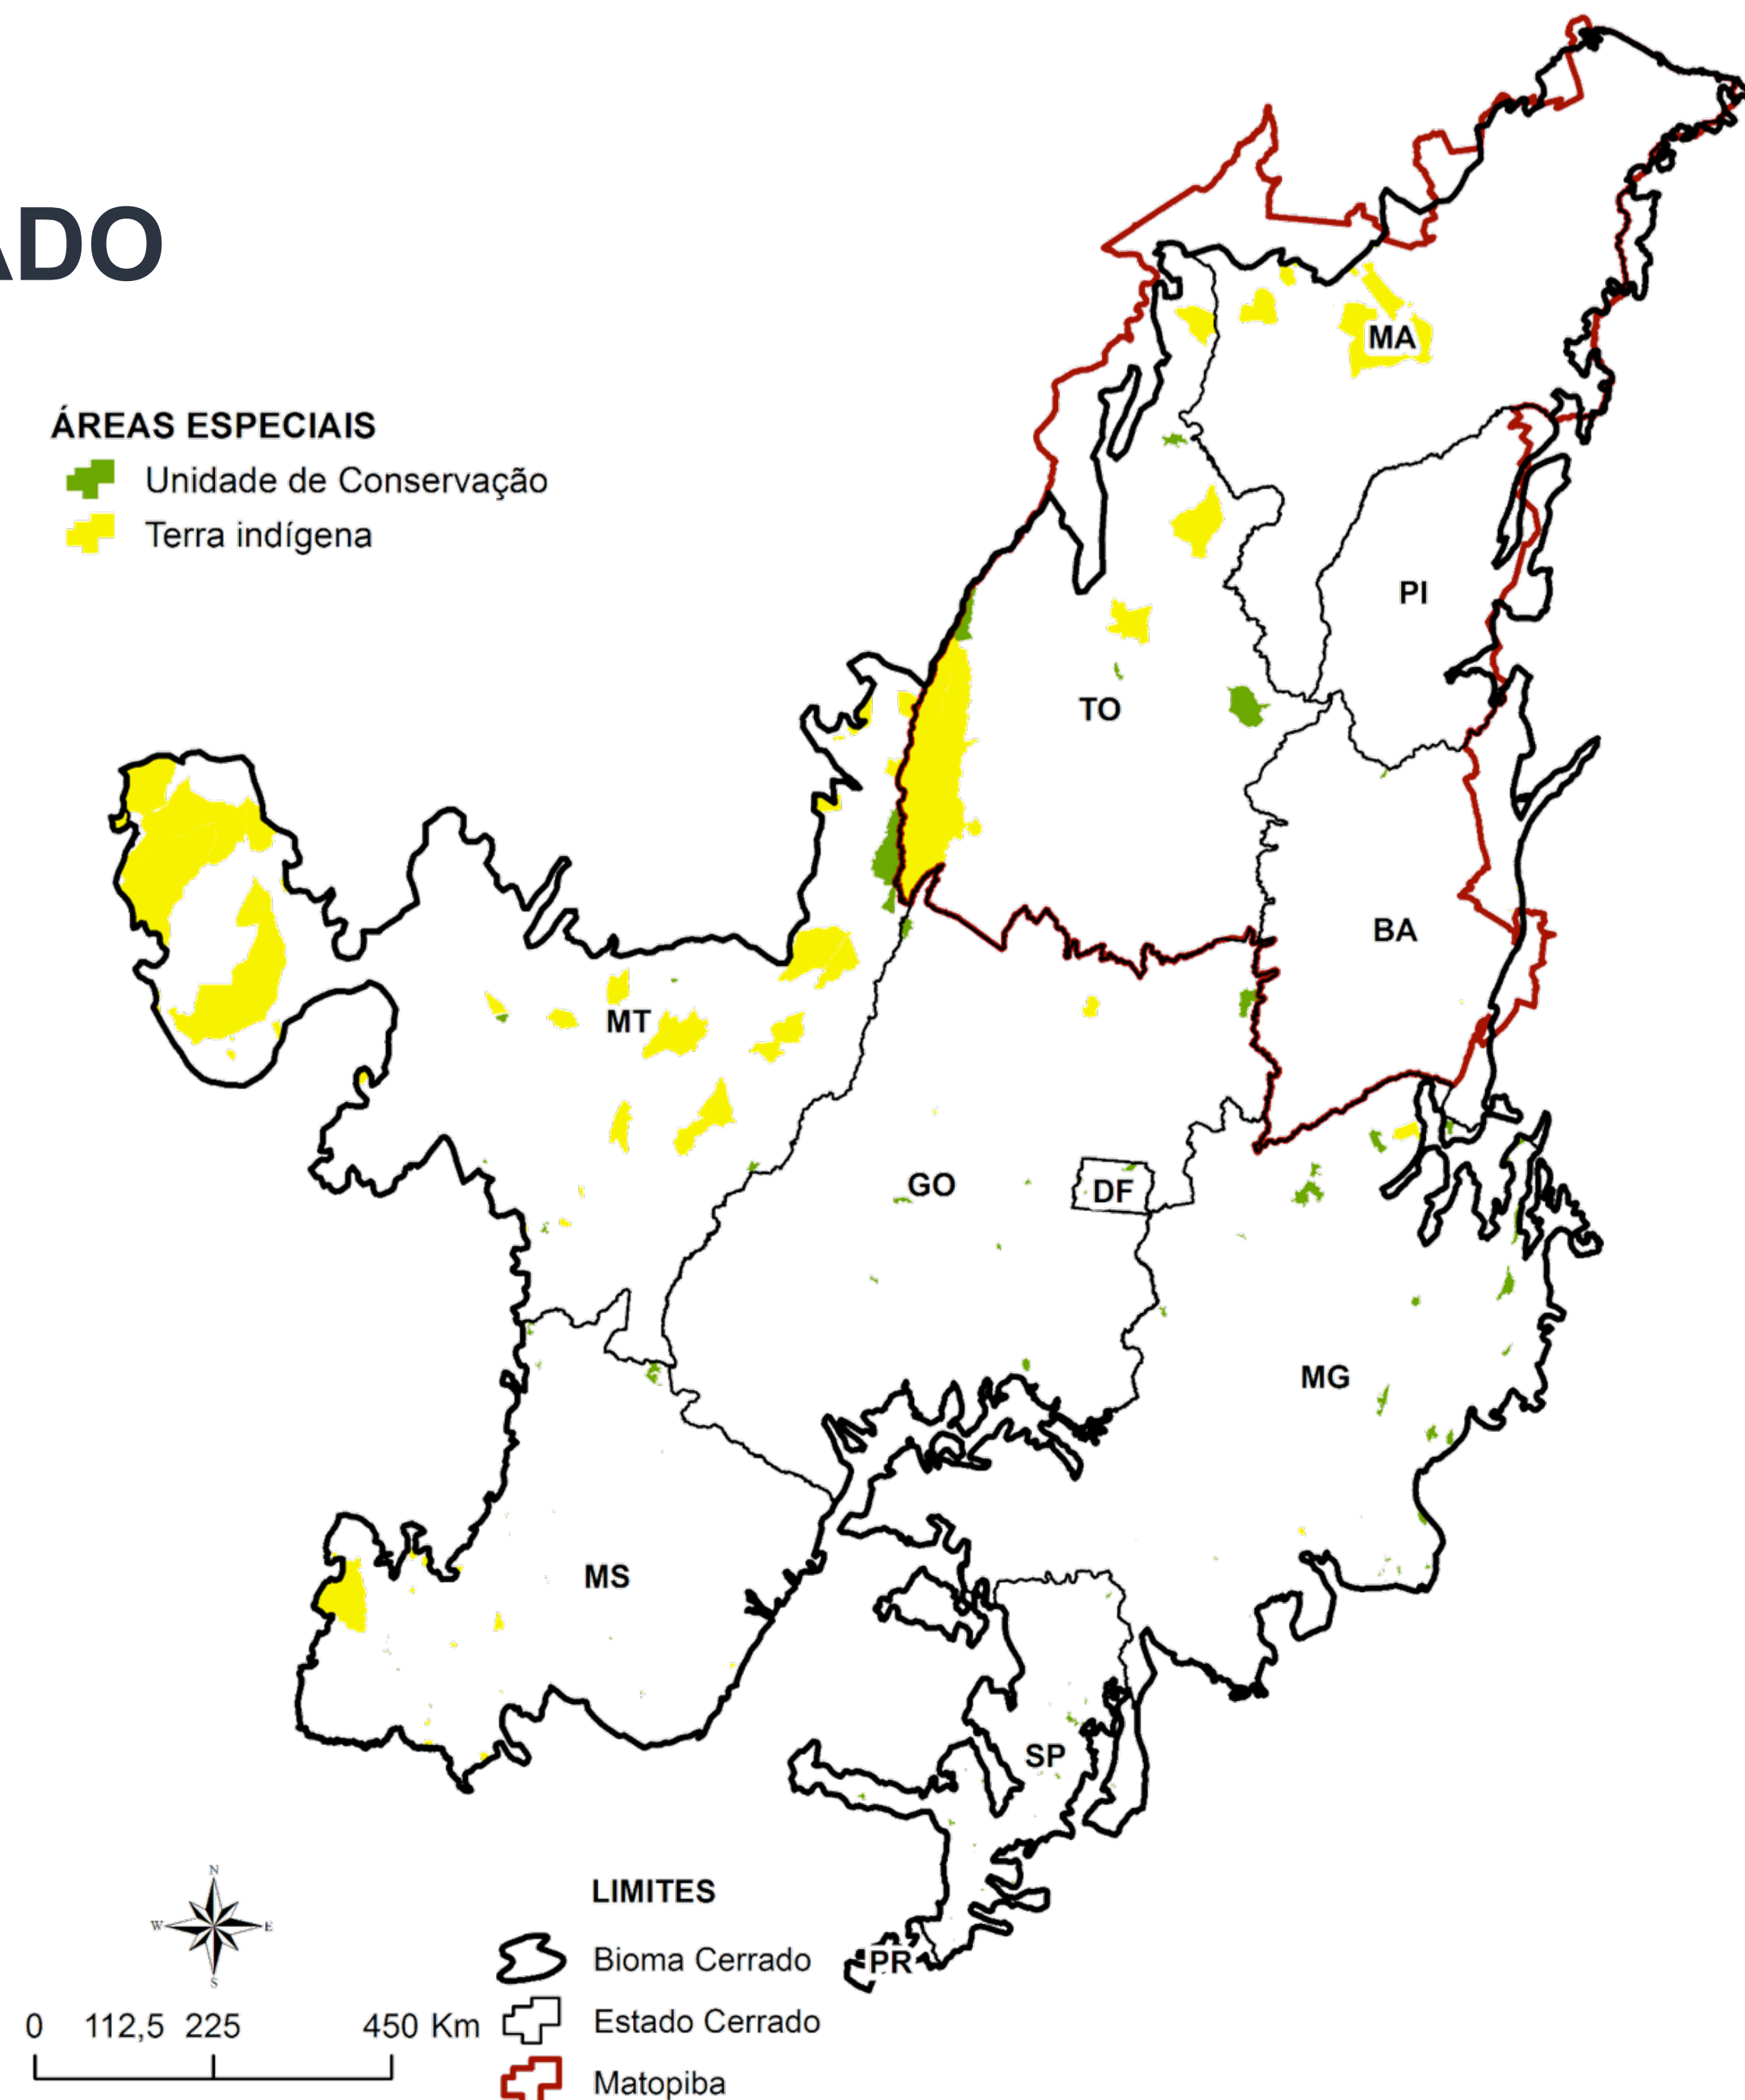 ADO
ÁREAS ESPECIAIS
Unidade de Conservação
Terra indígena
MA
PI
TO
BA
MT
GO
DF
MG
MS
SP
PR
N
W E
S
0 112,5 225 450 Km
LIMITES
Bioma Cerrado
Estado Cerrado
Matopiba